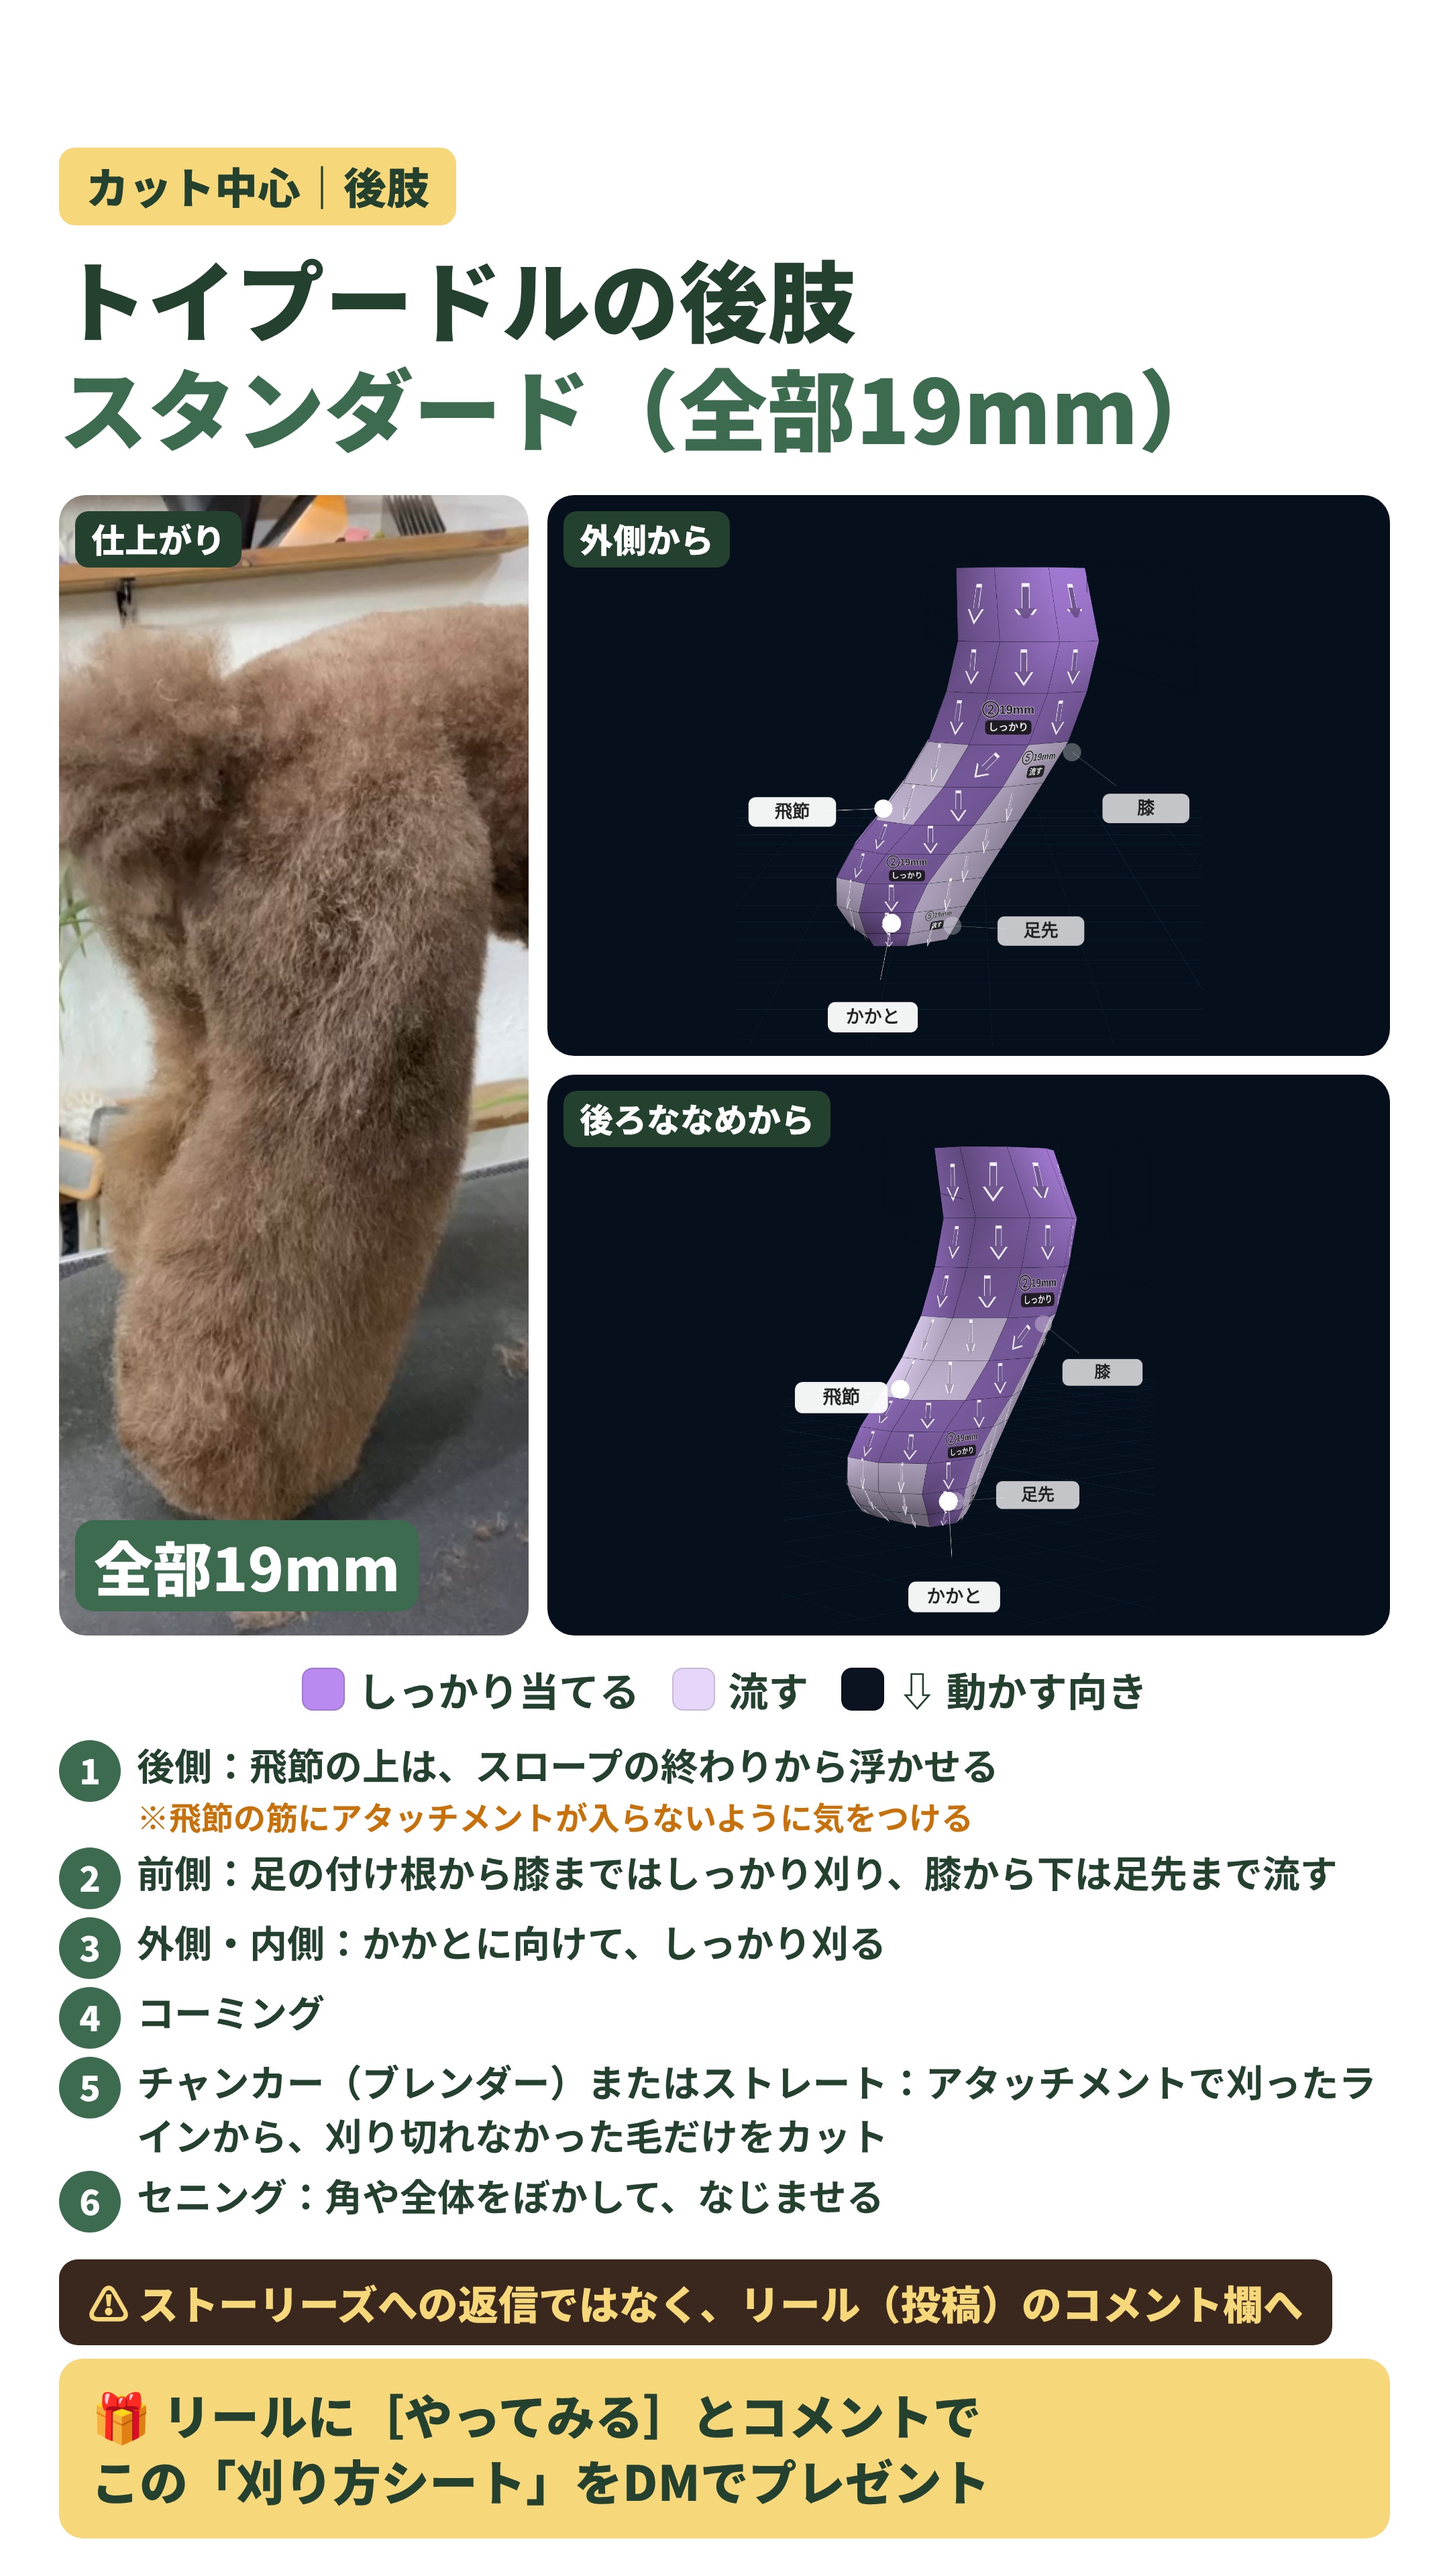 カット中心｜後肢
トイプードルの後肢
スタンダード（全部19mm）
仕上がり
全部19mm
外側から
②19mm
しっかり
⑤19mm
流す
膝
飛節
②19mm
しっかり
⑤19mm
流す
足先
かかと
後ろななめから
②19mm
しっかり
膝
飛節
②19mm
しっかり
足先
かかと
しっかり当てる 流す ⇩ 動かす向き
1 後側：飛節の上は、スロープの終わりから浮かせる
※飛節の筋にアタッチメントが入らないように気をつける
2 前側：足の付け根から膝まではしっかり刈り、膝から下は足先まで流す
3 外側・内側：かかとに向けて、しっかり刈る
4 コーミング
5 チャンカー（ブレンダー）またはストレート：アタッチメントで刈ったラ
インから、刈り切れなかった毛だけをカット
6 セニング：角や全体をぼかして、なじませる
⚠ ストーリーズへの返信ではなく、リール（投稿）のコメント欄へ
🎁 リールに［やってみる］とコメントで
この「刈り方シート」をDMでプレゼント